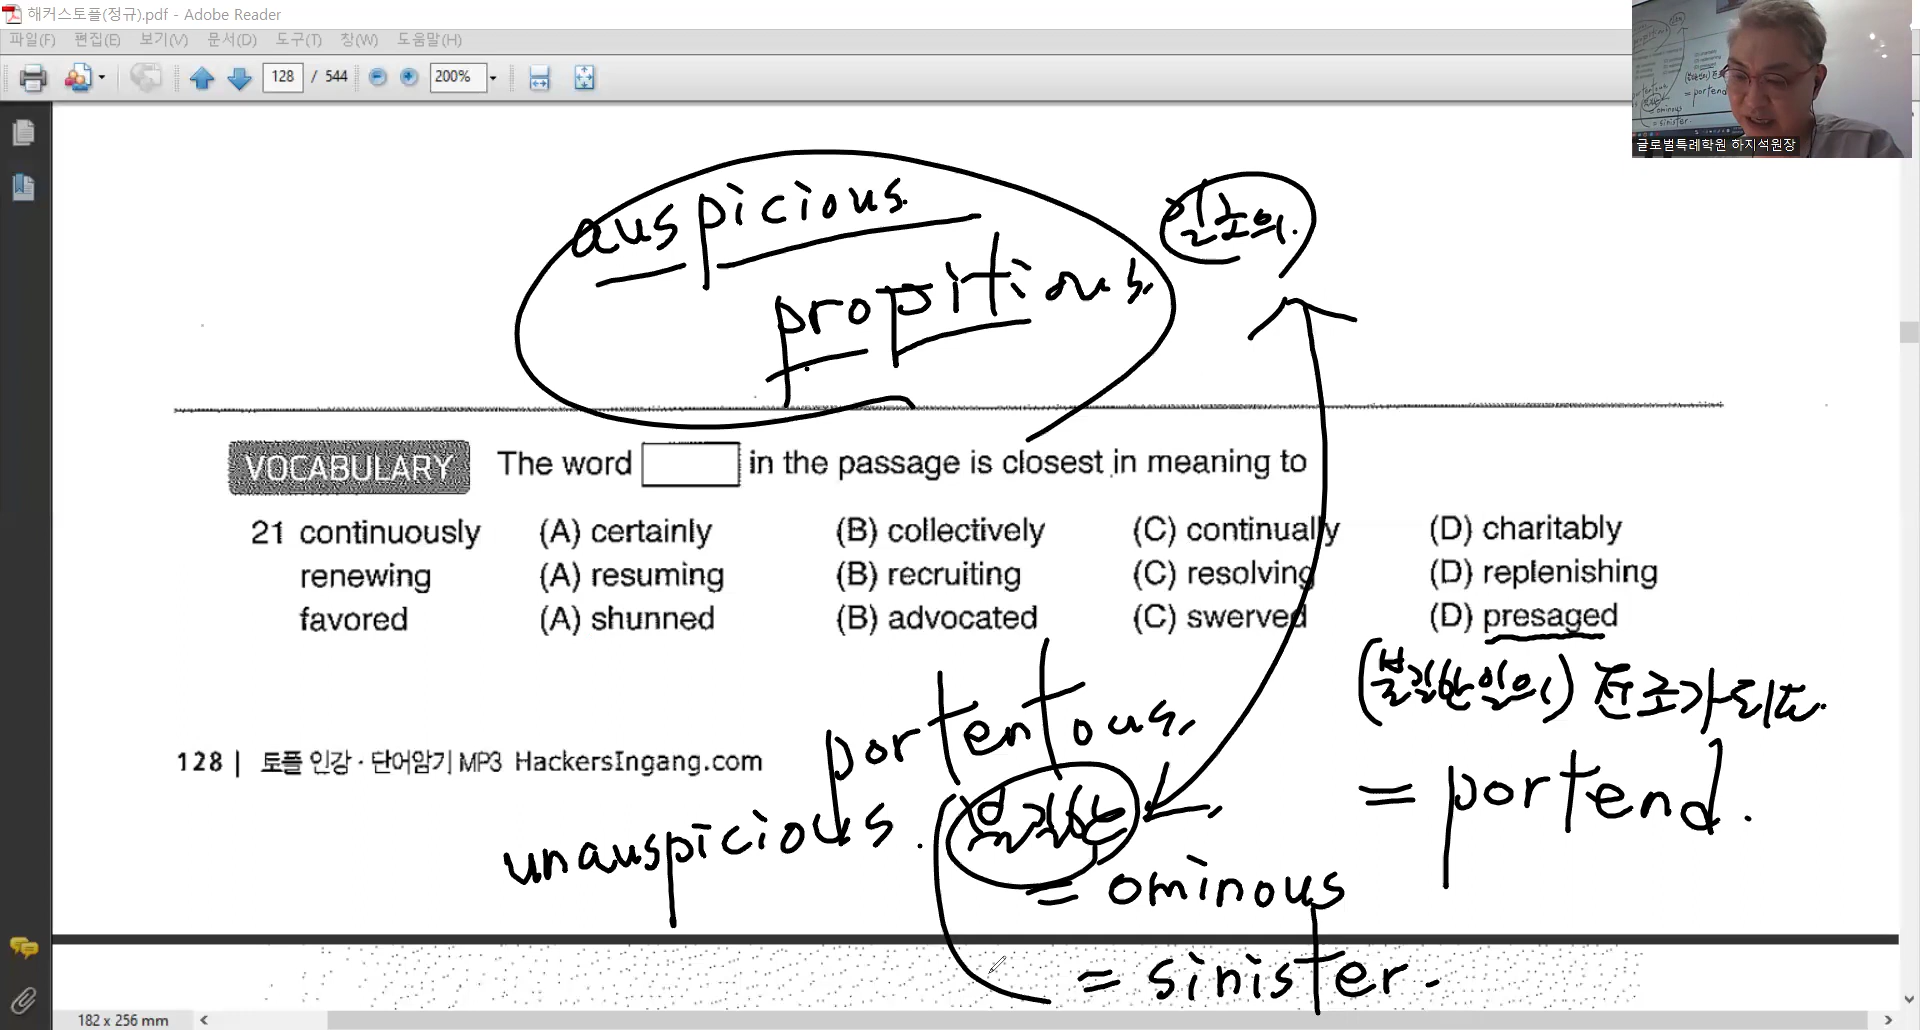 해커스토플(정규).pdf - Adobe Reader
파일(F) 편집(E) 보기(V) 문서(D) 도구(T) 창(W) 도움말(H)
128 / 544 200%
글로벌특례학원 하지석원장
auspicious.
propitious.
길조의.
VOCABULARY The word in the passage is closest in meaning to
21 continuously (A) certainly (B) collectively (C) continually (D) charitably
renewing (A) resuming (B) recruiting (C) resolving (D) replenishing
favored (A) shunned (B) advocated (C) swerved (D) presaged
(불길한 일의) 전조가 되다.
portentous.
= portend.
128 | 토플 인강 · 단어암기 MP3 HackersIngang.com
unauspicious. 불길한
= ominous
= sinister.
182 x 256 mm